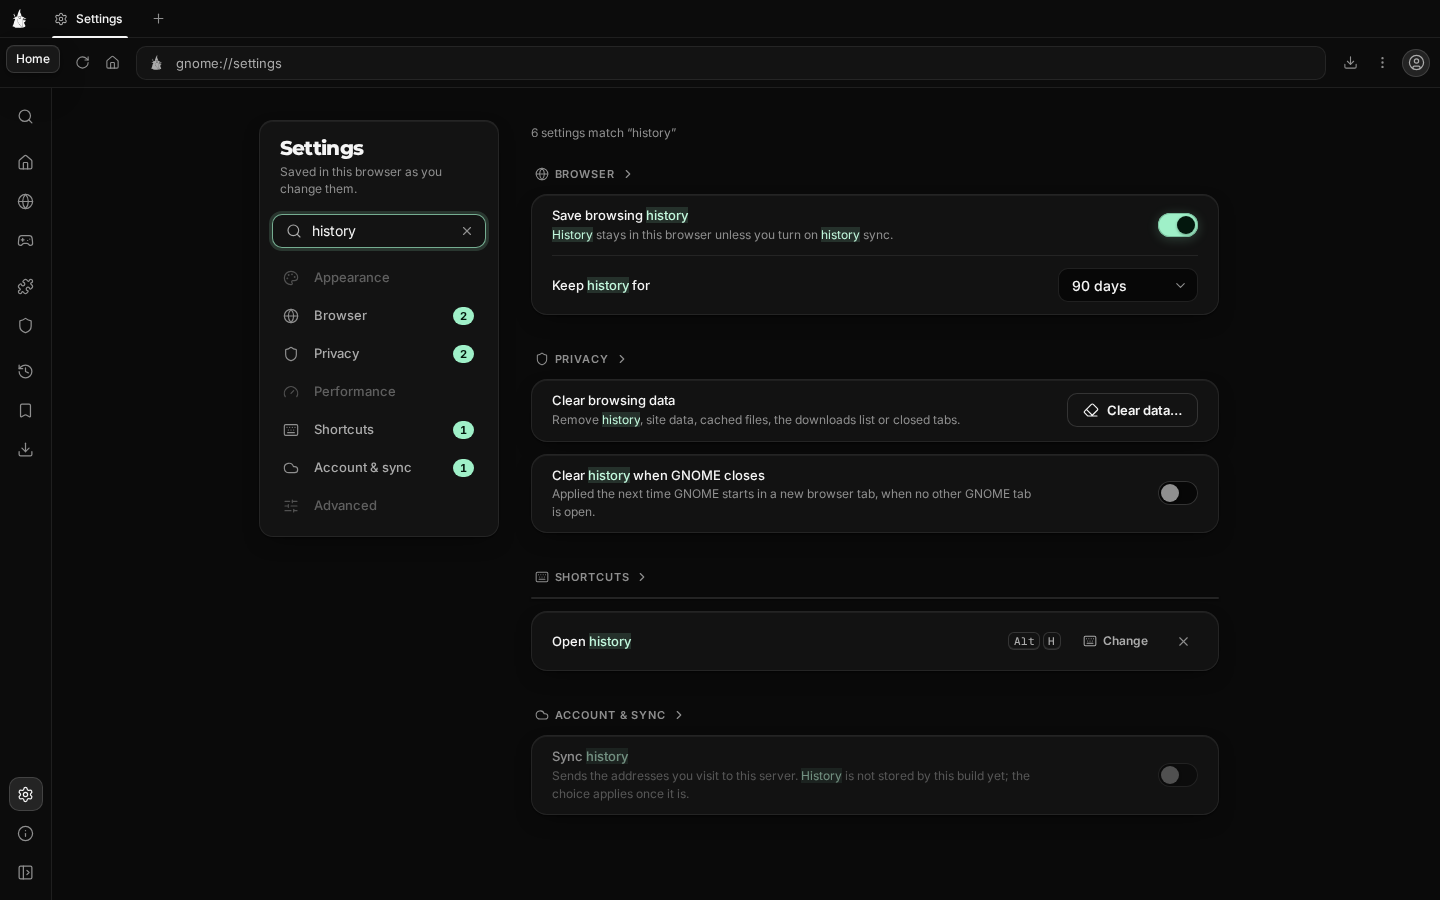 Settings
Home
gnome://settings
Settings
Saved in this browser as you
change them.
history
Appearance
Browser 2
Privacy 2
Performance
Shortcuts 1
Account & sync 1
Advanced
6 settings match “history”
BROWSER
Save browsing history
History stays in this browser unless you turn on history sync.
Keep history for
90 days
PRIVACY
Clear browsing data
Remove history, site data, cached files, the downloads list or closed tabs.
Clear data...
Clear history when GNOME closes
Applied the next time GNOME starts in a new browser tab, when no other GNOME tab
is open.
SHORTCUTS
Open history
Alt H
Change
ACCOUNT & SYNC
Sync history
Sends the addresses you visit to this server. History is not stored by this build yet; the
choice applies once it is.